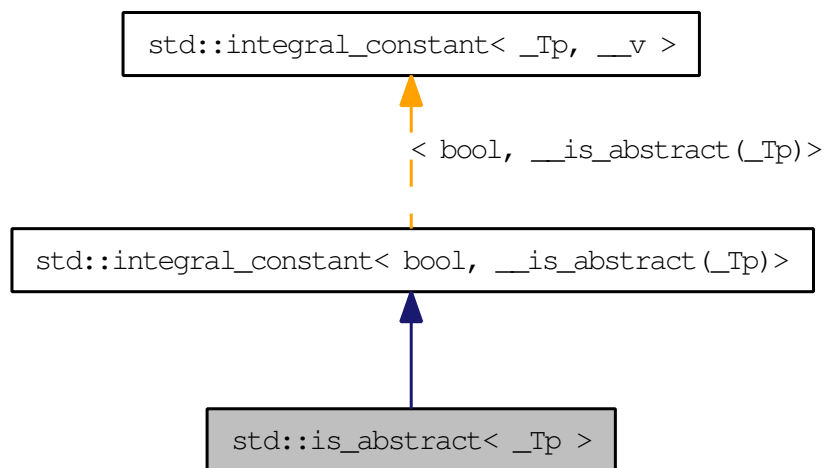 std::integral_constant< _Tp, __v >
< bool, __is_abstract(_Tp)>
std::integral_constant< bool, __is_abstract(_Tp)>
std::is_abstract< _Tp >